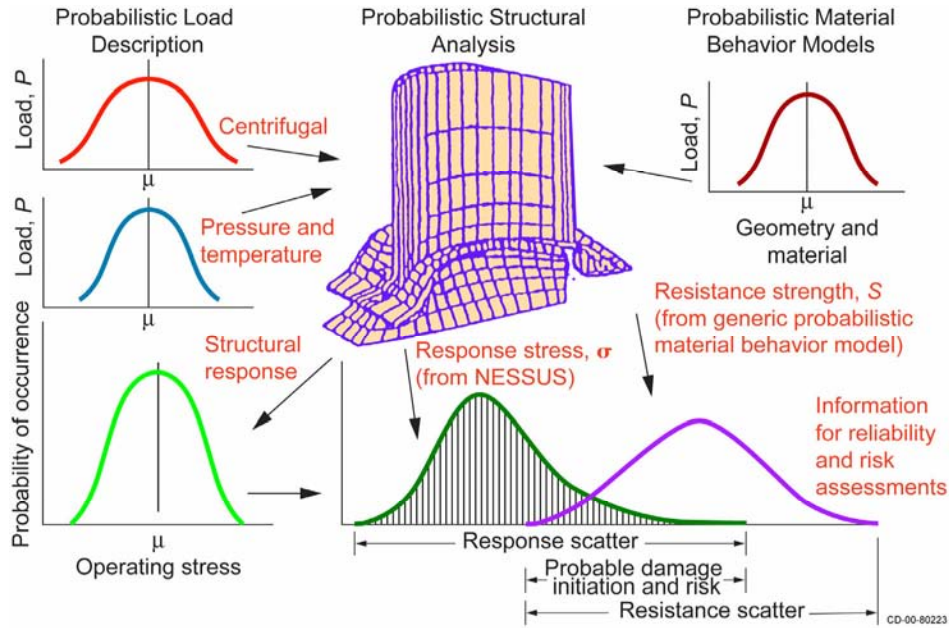 Probabilistic Load
Description
Probabilistic Structural
Analysis
Probabilistic Material
Behavior Models
Load, P
μ
Centrifugal
Load, P
μ
Pressure and
temperature
Load, P
μ
Geometry and
material
Resistance strength, S
(from generic probabilistic
material behavior model)
Probability of occurrence
Structural
response
μ
Operating stress
Response stress, σ
(from NESSUS)
Information
for reliability
and risk
assessments
Response scatter
Probable damage
initiation and risk
Resistance scatter
CD-00-80223